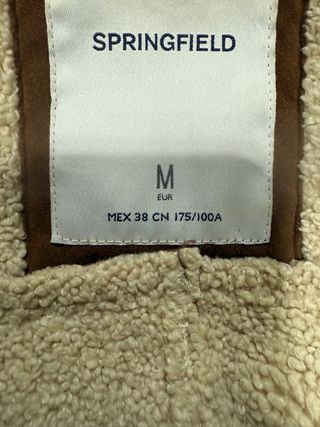 SPRINGFIELD
M
EUR
MEX 38 CN 175/100A